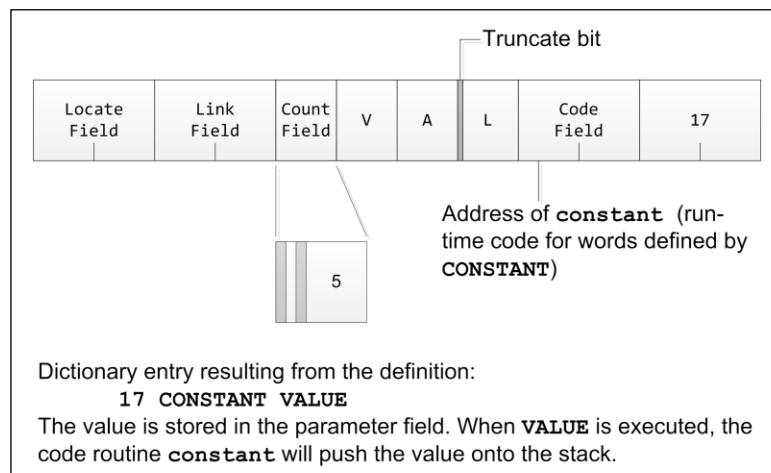 Truncate bit
Locate Field
Link Field
Count Field
V
A
L
Code Field
17
Address of constant (run-
time code for words defined by
CONSTANT)
5
Dictionary entry resulting from the definition:
17 CONSTANT VALUE
The value is stored in the parameter field. When VALUE is executed, the
code routine constant will push the value onto the stack.